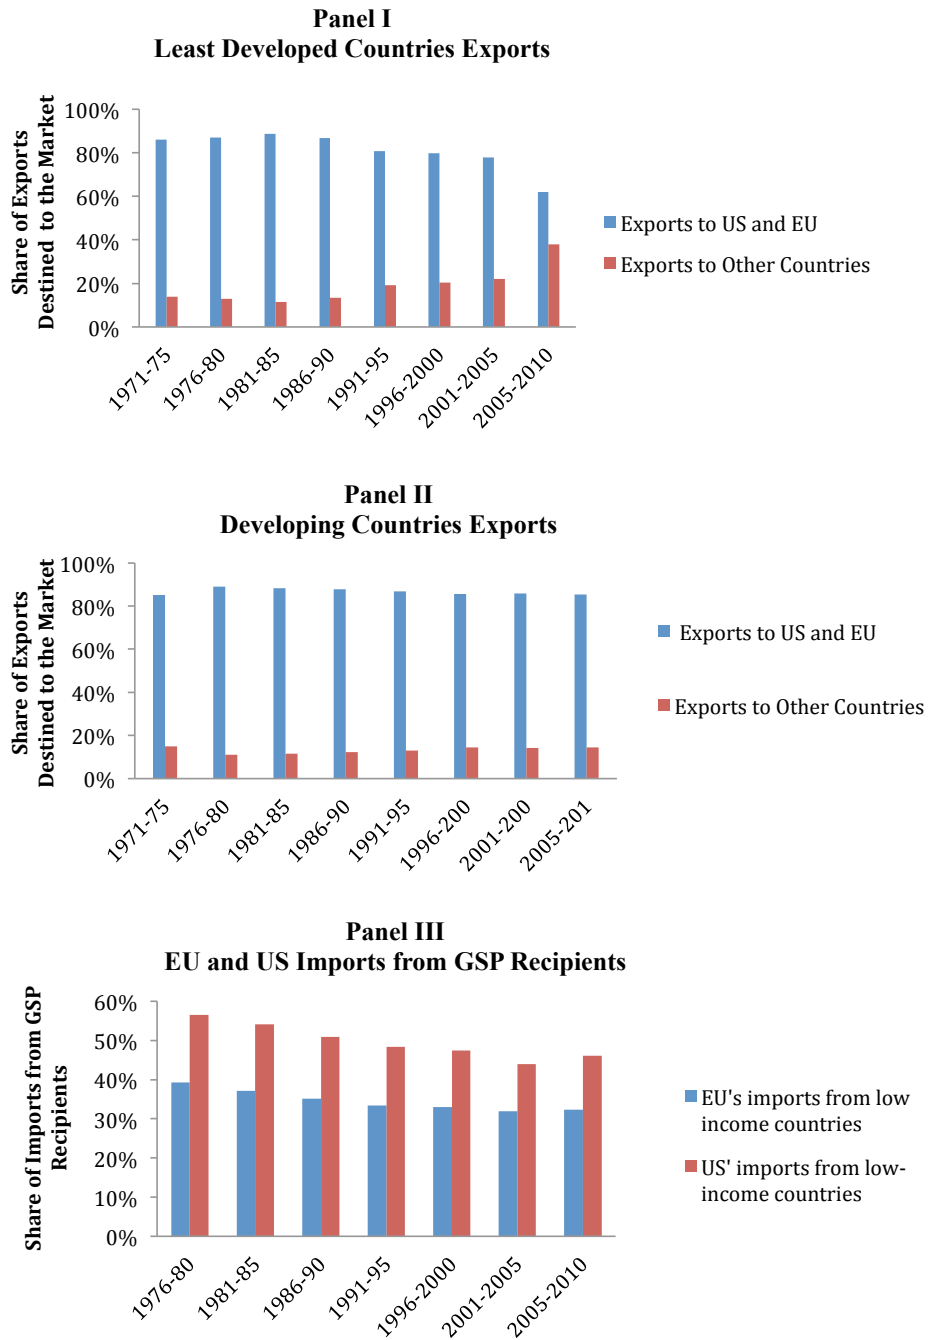 Panel I
Least Developed Countries Exports
Share of Exports
Destined to the Market
100%
80%
60%
40%
20%
0%
1971-75
1976-80
1981-85
1986-90
1991-95
1996-2000
2001-2005
2005-2010
Exports to US and EU
Exports to Other Countries
Panel II
Developing Countries Exports
Share of Exports
Destined to the Market
100%
80%
60%
40%
20%
0%
1971-75
1976-80
1981-85
1986-90
1991-95
1996-200
2001-200
2005-201
Exports to US and EU
Exports to Other Countries
Panel III
EU and US Imports from GSP Recipients
Share of Imports from GSP
Recipients
60%
50%
40%
30%
20%
10%
0%
1976-80
1981-85
1986-90
1991-95
1996-2000
2001-2005
2005-2010
EU's imports from low
income countries
US' imports from low-
income countries